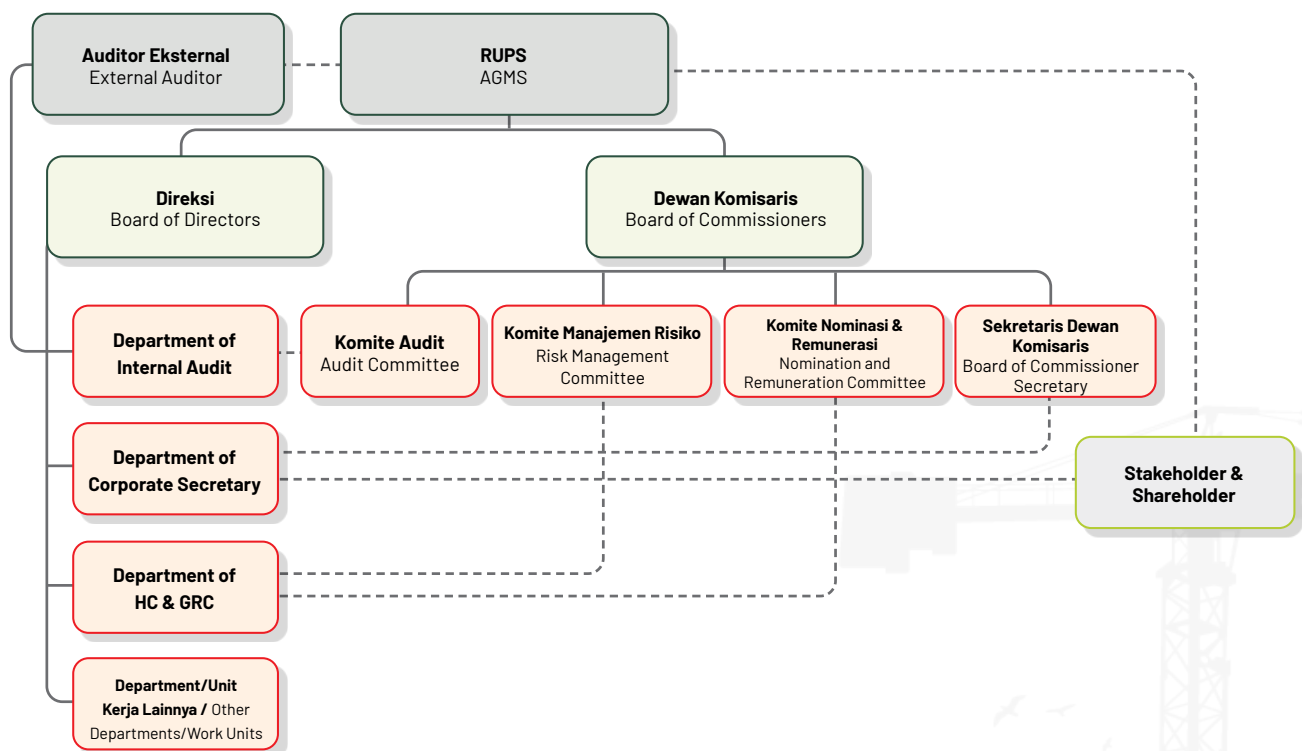 Auditor Eksternal
External Auditor
RUPS
AGMS
Direksi
Board of Directors
Dewan Komisaris
Board of Commissioners
Department of
Internal Audit
Komite Audit
Audit Committee
Komite Manajemen Risiko
Risk Management
Committee
Komite Nominasi &
Remunerasi
Nomination and
Remuneration Committee
Sekretaris Dewan
Komisaris
Board of Commissioner
Secretary
Department of
Corporate Secretary
Stakeholder &
Shareholder
Department of
HC & GRC
Department/Unit
Kerja Lainnya / Other
Departments/Work Units